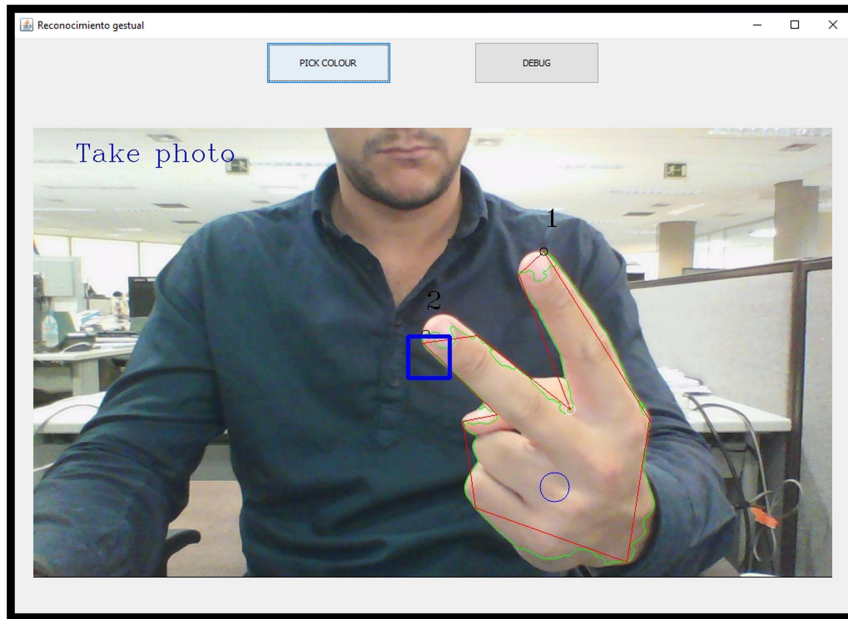 Reconocimiento gestual
PICK COLOUR
DEBUG
Take photo
1
2